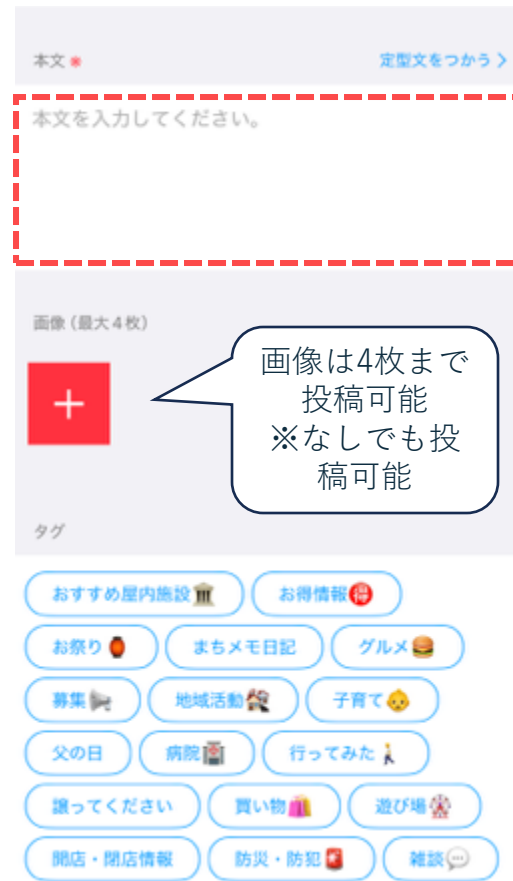 本文 ※ 定型文をつかう >
本文を入力してください。
画像（最大４枚）
画像は4枚まで
投稿可能
※なしでも投
稿可能
タグ
おすすめ屋内施設🏛 お得情報🉐
お祭り🏮 まちメモ日記 グルメ🍔
募集📢 地域活動 子育て👶
父の日 病院🏥 行ってみた🚶
譲ってください 買い物🛍 遊び場🎡
開店・閉店情報 防災・防犯🚨 雑談💬